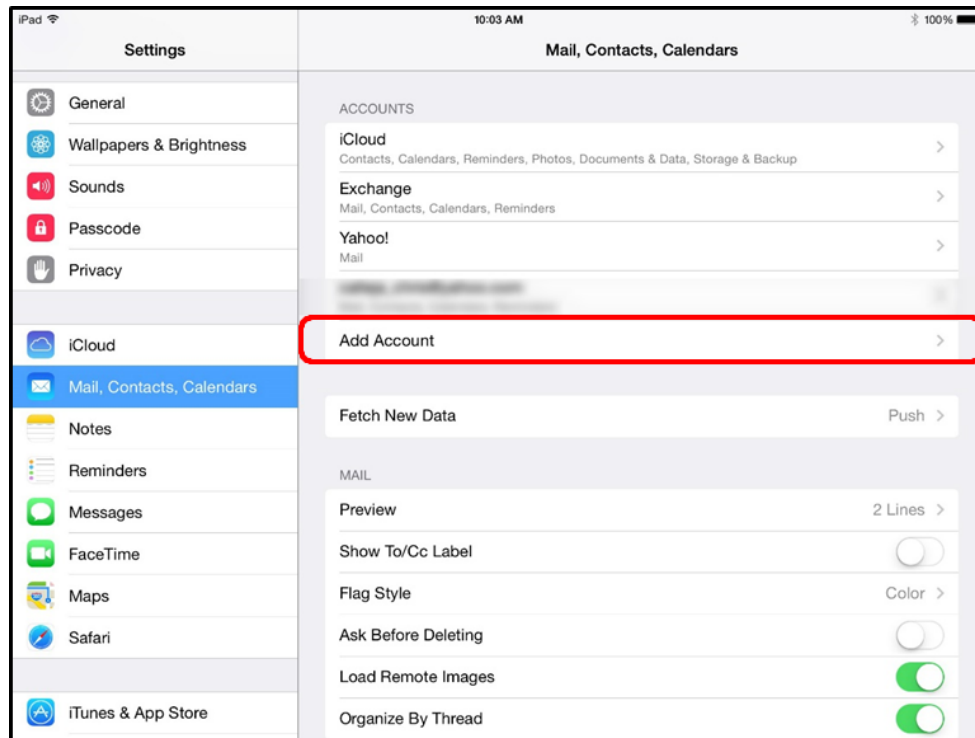 iPad
10:03 AM
100%
Settings
Mail, Contacts, Calendars
General
Wallpapers & Brightness
Sounds
Passcode
Privacy
iCloud
Mail, Contacts, Calendars
Notes
Reminders
Messages
FaceTime
Maps
Safari
iTunes & App Store
ACCOUNTS
iCloud
Contacts, Calendars, Reminders, Photos, Documents & Data, Storage & Backup
Exchange
Mail, Contacts, Calendars, Reminders
Yahoo!
Mail
Add Account
Fetch New Data Push
MAIL
Preview 2 Lines
Show To/Cc Label
Flag Style Color
Ask Before Deleting
Load Remote Images
Organize By Thread